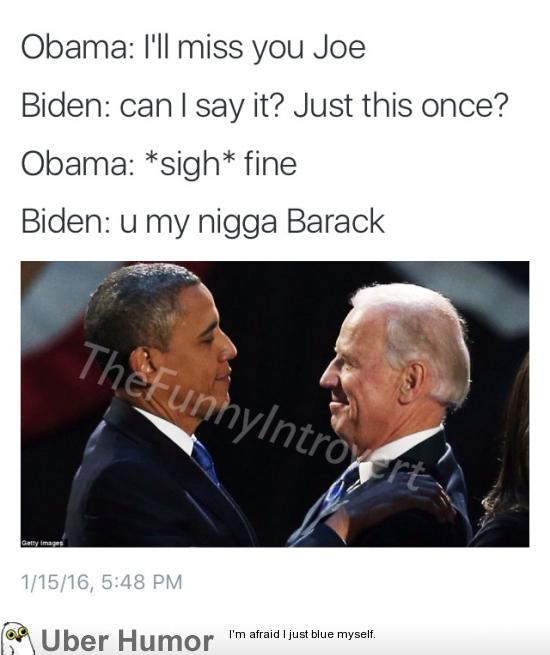 Obama: I'll miss you Joe
Biden: can I say it? Just this once?
Obama: *sigh* fine
Biden: u my nigga Barack
TheFunnyIntrovert
Getty Images
1/15/16, 5:48 PM
Uber Humor
I'm afraid I just blue myself.